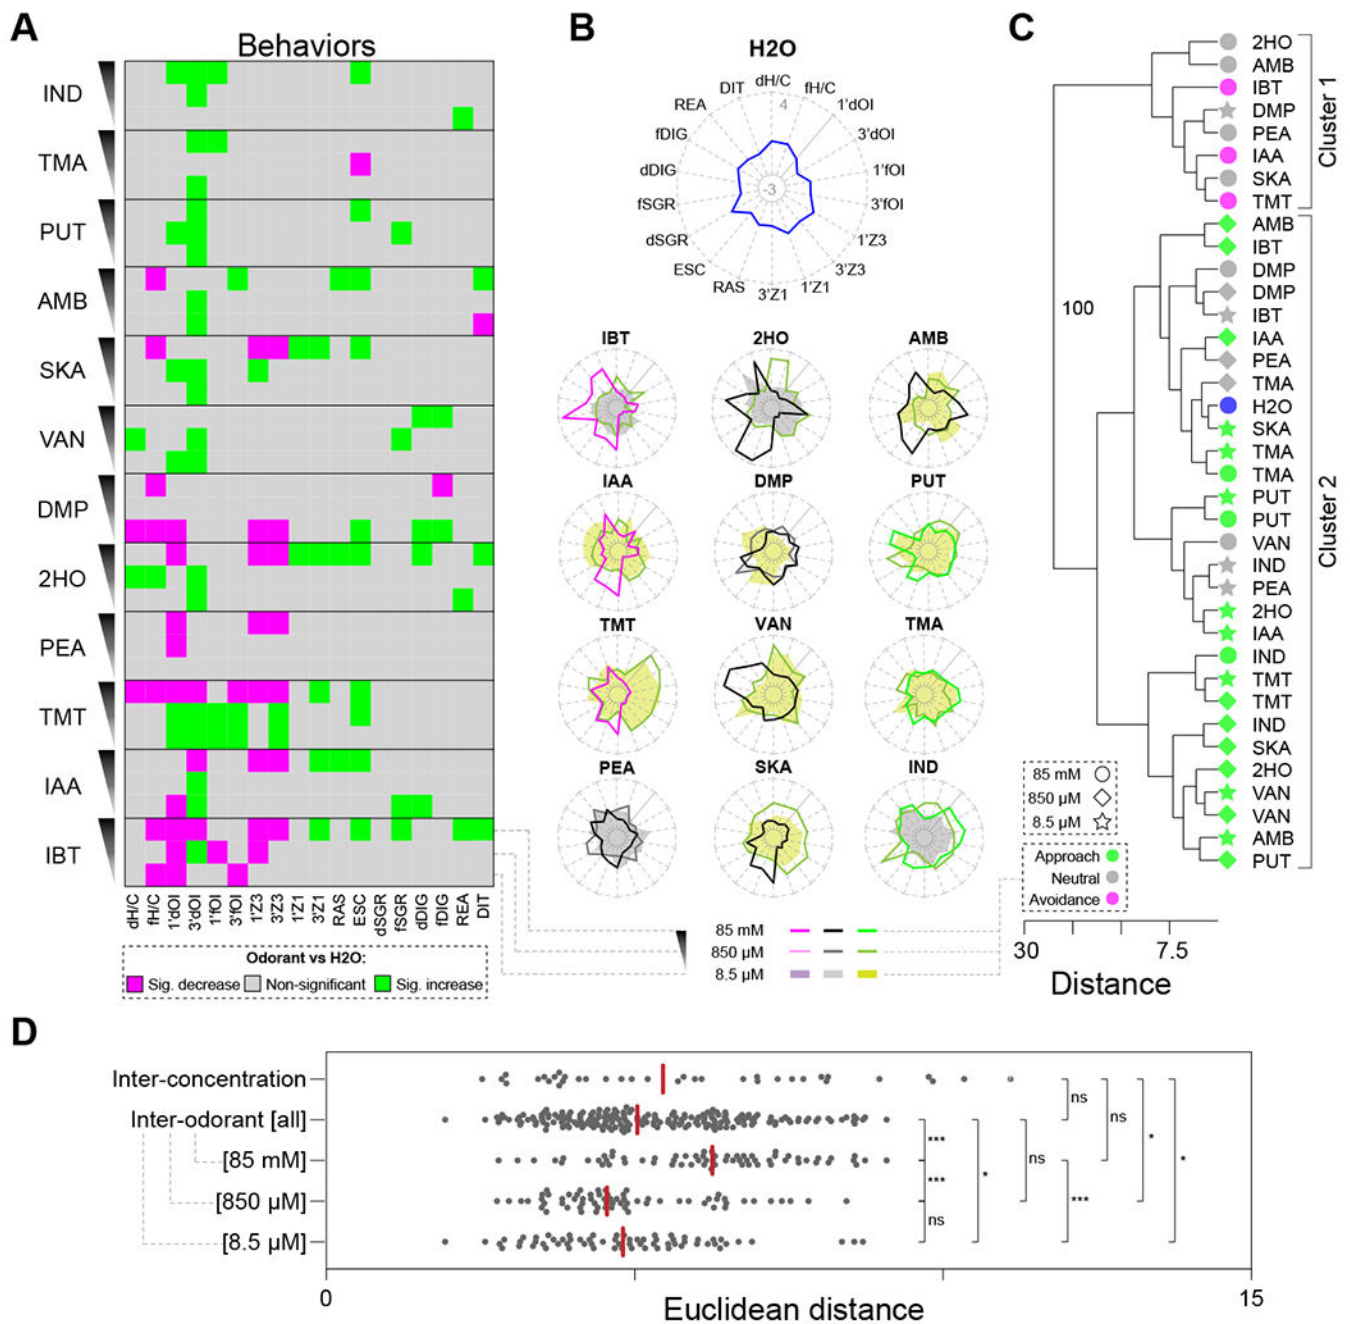 A
Behaviors
IND
TMA
PUT
AMB
SKA
VAN
DMP
2HO
PEA
TMT
IAA
IBT
dH/C
fH/C
1'dOI
3'dOI
1'fOI
3'fOI
1'Z3
3'Z3
1'Z1
3'Z1
RAS
ESC
dSGR
fSGR
dDIG
fDIG
REA
DIT
Odorant vs H2O:
Sig. decrease Non-significant Sig. increase
B
H2O
dH/C
fH/C
1'dOI
3'dOI
1'fOI
3'fOI
1'Z3
3'Z3
1'Z1
3'Z1
RAS
ESC
dSGR
fSGR
dDIG
fDIG
REA
DIT
4
-3
IBT 2HO AMB
IAA DMP PUT
TMT VAN TMA
PEA SKA IND
85 mM
850 µM
8.5 µM
C
2HO
AMB
IBT
DMP
PEA
IAA
SKA
TMT
AMB
IBT
DMP
DMP
IBT
IAA
PEA
TMA
H2O
SKA
TMA
TMA
PUT
PUT
VAN
IND
PEA
2HO
IAA
IND
TMT
TMT
IND
SKA
2HO
VAN
VAN
AMB
PUT
Cluster 1
Cluster 2
100
85 mM
850 µM
8.5 µM
Approach
Neutral
Avoidance
30 7.5
Distance
D
Inter-concentration
Inter-odorant [all]
[85 mM]
[850 µM]
[8.5 µM]
***
***
ns
*
ns
ns
***
ns
*
*
0 15
Euclidean distance